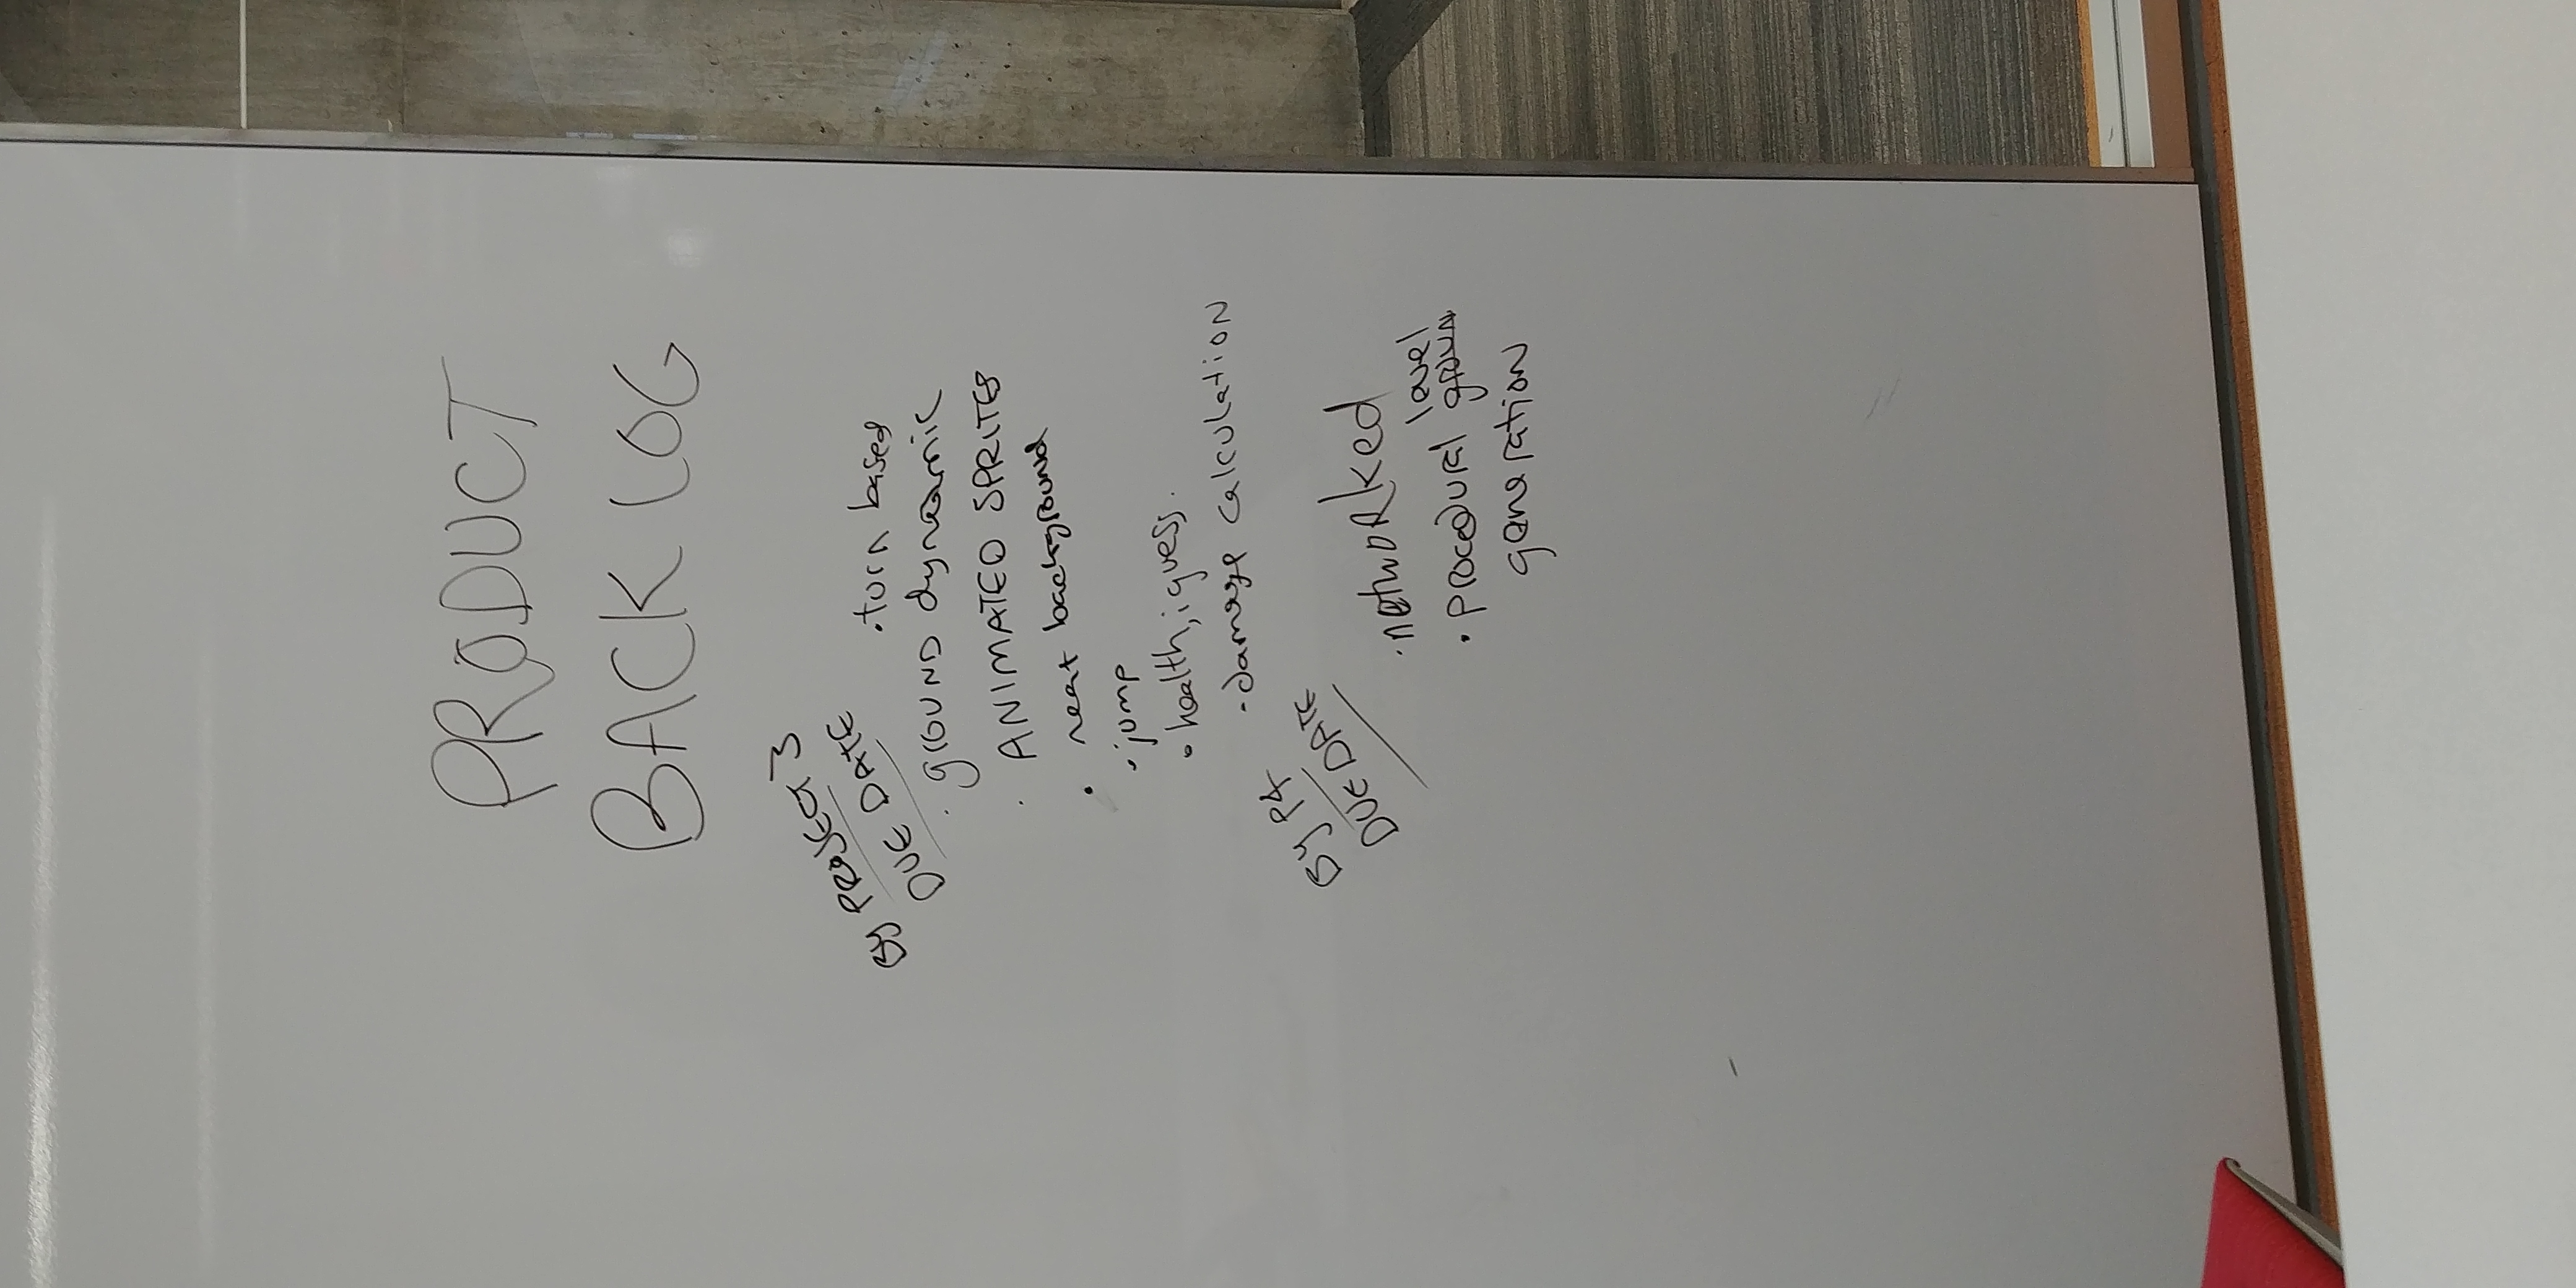 PRODUCT
BACK LOG
BY PROJECT 3
DUE DATE
· turn based
· gROUND dynamic
· ANIMATED SPRITES
· neat background
· jump
· health, i guess.
- damage calculation
BY P4
DUE DATE
· networked
level
· procedural groun
generation